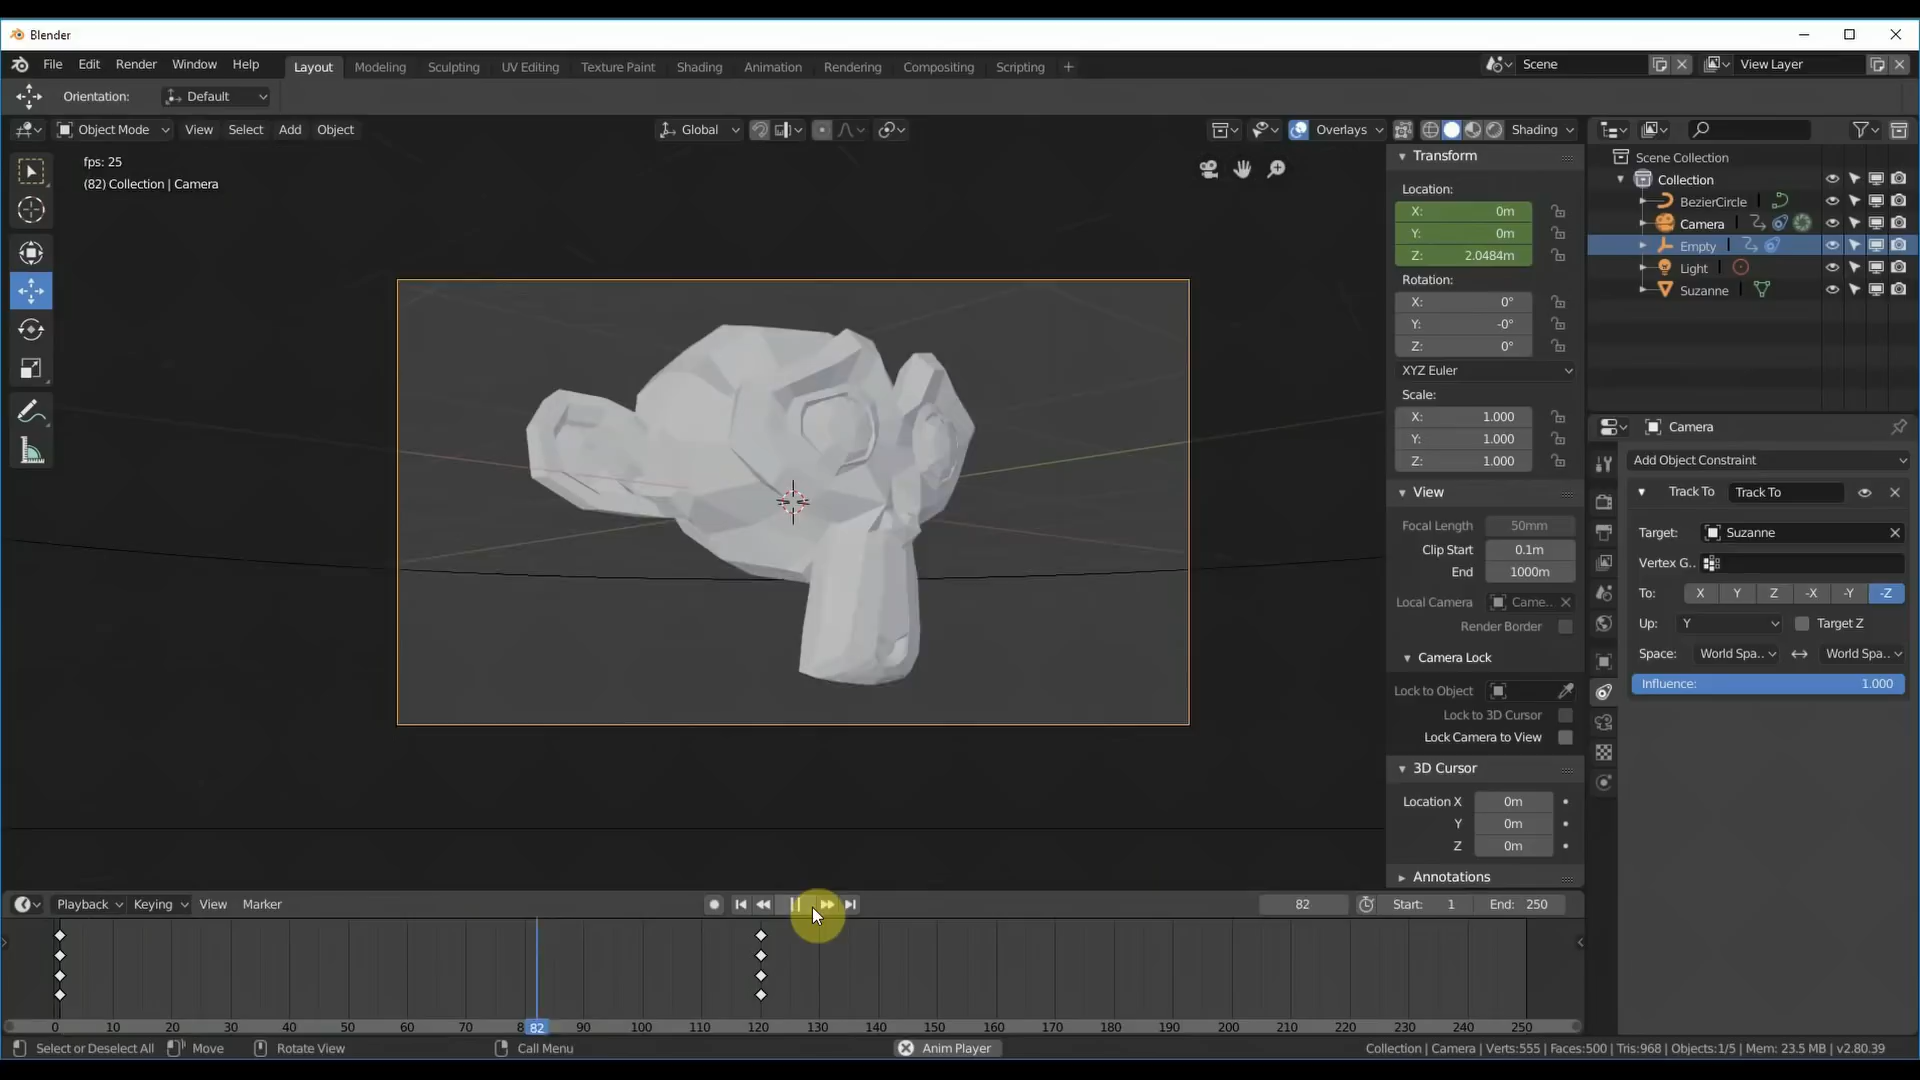 Blender
File Edit Render Window Help Layout Modeling Sculpting UV Editing Texture Paint Shading Animation Rendering Compositing Scripting + Scene View Layer
Orientation: Default
Object Mode View Select Add Object Global Overlays Shading
fps: 25
(82) Collection | Camera
Transform
Location:
X: 0m
Y: 0m
Z: 2.0484m
Rotation:
X: 0°
Y: -0°
Z: 0°
XYZ Euler
Scale:
X: 1.000
Y: 1.000
Z: 1.000
View
Focal Length 50mm
Clip Start 0.1m
End 1000m
Local Camera Came..
Render Border
Camera Lock
Lock to Object
Lock to 3D Cursor
Lock Camera to View
3D Cursor
Location X 0m
Y 0m
Z 0m
Annotations
Scene Collection
Collection
BezierCircle
Camera
Empty
Light
Suzanne
Camera
Add Object Constraint
Track To Track To
Target: Suzanne
Vertex G..
To: X Y Z -X -Y -Z
Up: Y Target Z
Space: World Spa.. World Spa..
Influence: 1.000
Playback Keying View Marker 82 Start: 1 End: 250
0 10 20 30 40 50 60 70 8 82 90 100 110 120 130 140 150 160 170 180 190 200 210 220 230 240 250
Select or Deselect All Move Rotate View Call Menu Anim Player Collection | Camera | Verts:555 | Faces:500 | Tris:968 | Objects:1/5 | Mem: 23.5 MB | v2.80.39